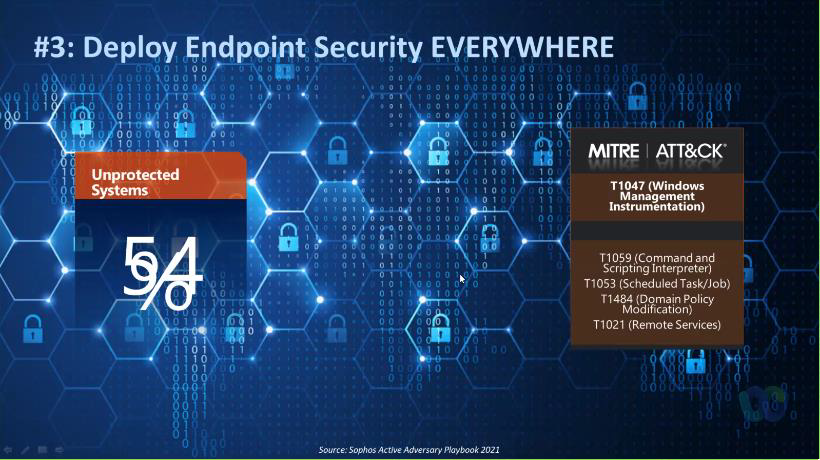 #3: Deploy Endpoint Security EVERYWHERE
Unprotected
Systems
54
%
MITRE | ATT&CK®
T1047 (Windows
Management
Instrumentation)
T1059 (Command and
Scripting Interpreter)
T1053 (Scheduled Task/Job)
T1484 (Domain Policy
Modification)
T1021 (Remote Services)
Source: Sophos Active Adversary Playbook 2021